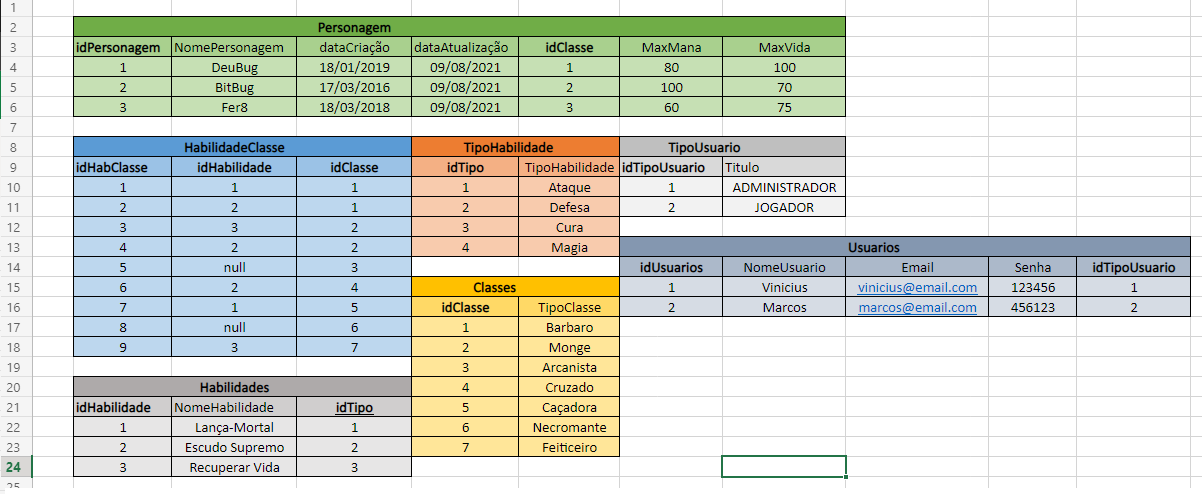 1
2 Personagem
3 idPersonagem NomePersonagem dataCriação dataAtualização idClasse MaxMana MaxVida
4 1 DeuBug 18/01/2019 09/08/2021 1 80 100
5 2 BitBug 17/03/2016 09/08/2021 2 100 70
6 3 Fer8 18/03/2018 09/08/2021 3 60 75
7
8 HabilidadeClasse TipoHabilidade TipoUsuario
9 idHabClasse idHabilidade idClasse idTipo TipoHabilidade idTipoUsuario Titulo
10 1 1 1 1 Ataque 1 ADMINISTRADOR
11 2 2 1 2 Defesa 2 JOGADOR
12 3 3 2 3 Cura
13 4 2 2 4 Magia Usuarios
14 5 null 3 idUsuarios NomeUsuario Email Senha idTipoUsuario
15 6 2 4 Classes 1 Vinicius vinicius@email.com 123456 1
16 7 1 5 idClasse TipoClasse 2 Marcos marcos@email.com 456123 2
17 8 null 6 1 Barbaro
18 9 3 7 2 Monge
19 3 Arcanista
20 Habilidades 4 Cruzado
21 idHabilidade NomeHabilidade idTipo 5 Caçadora
22 1 Lança-Mortal 1 6 Necromante
23 2 Escudo Supremo 2 7 Feiticeiro
24 3 Recuperar Vida 3
25